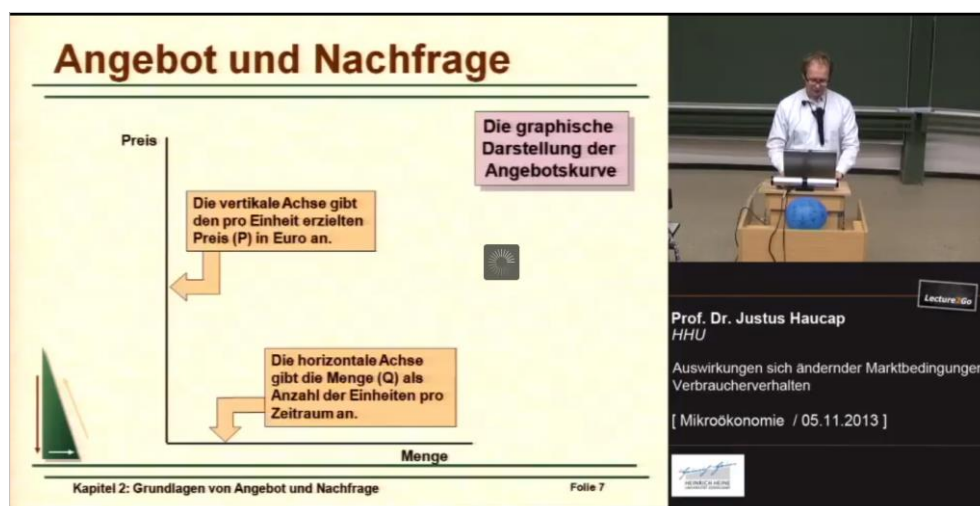 Angebot und Nachfrage
Preis
Die graphische
Darstellung der
Angebotskurve
Die vertikale Achse gibt
den pro Einheit erzielten
Preis (P) in Euro an.
Die horizontale Achse
gibt die Menge (Q) als
Anzahl der Einheiten pro
Zeitraum an.
Menge
Kapitel 2: Grundlagen von Angebot und Nachfrage
Folie 7
Lecture2Go
Prof. Dr. Justus Haucap
HHU
Auswirkungen sich ändernder Marktbedingungen
Verbraucherverhalten
[ Mikroökonomie / 05.11.2013 ]
HEINRICH HEINE